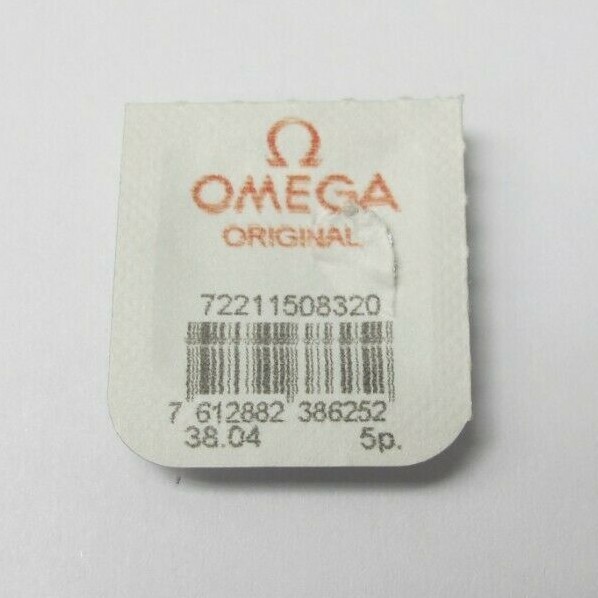 Ω
OMEGA
ORIGINAL
72211508320
7 612882 386252
38.04 5p.